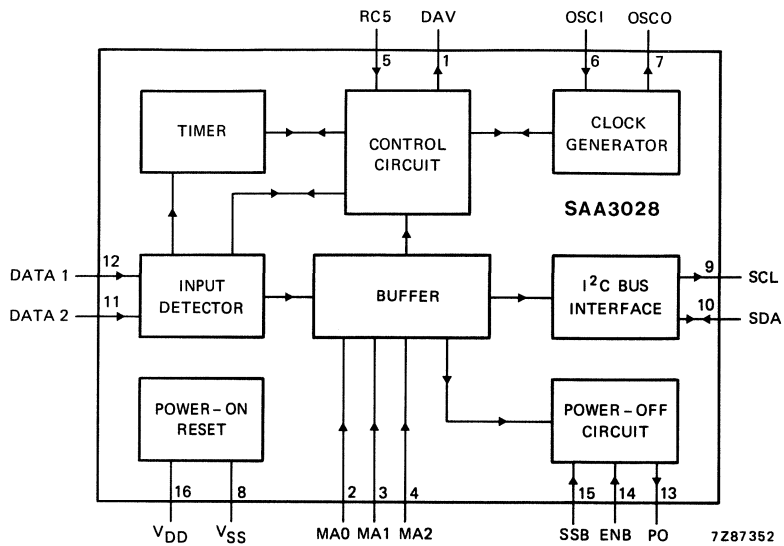 RC5 DAV OSCI OSCO
5 1 6 7
TIMER
CONTROL
CIRCUIT
CLOCK
GENERATOR
SAA3028
DATA 1 12
DATA 2 11
INPUT
DETECTOR
BUFFER
I²C BUS
INTERFACE
9 SCL
10 SDA
POWER-ON
RESET
POWER-OFF
CIRCUIT
16 8 2 3 4 15 14 13
VDD VSS MA0 MA1 MA2 SSB ENB PO
7Z87352